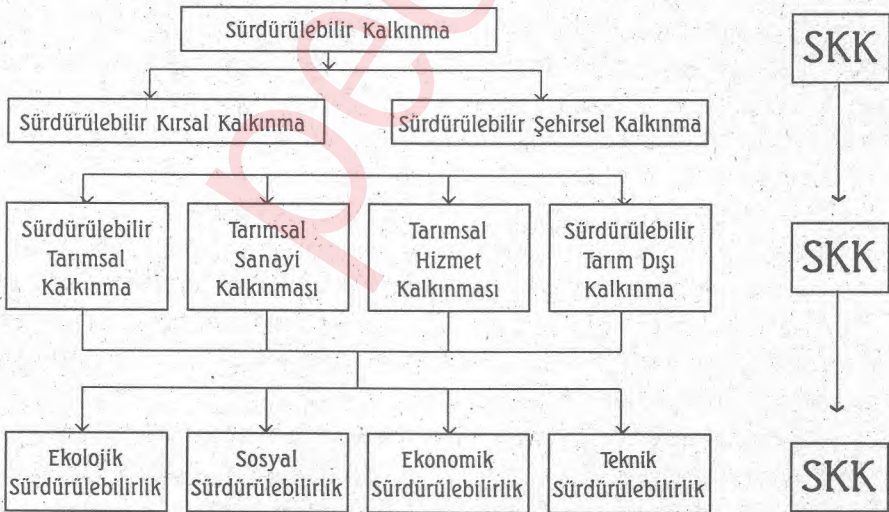 Sürdürülebilir Kalkınma
SKK
Sürdürülebilir Kırsal Kalkınma
Sürdürülebilir Şehirsel Kalkınma
Sürdürülebilir
Tarımsal
Kalkınma
Tarımsal
Sanayi
Kalkınması
Tarımsal
Hizmet
Kalkınması
Sürdürülebilir
Tarım Dışı
Kalkınma
SKK
Ekolojik
Sürdürülebilirlik
Sosyal
Sürdürülebilirlik
Ekonomik
Sürdürülebilirlik
Teknik
Sürdürülebilirlik
SKK